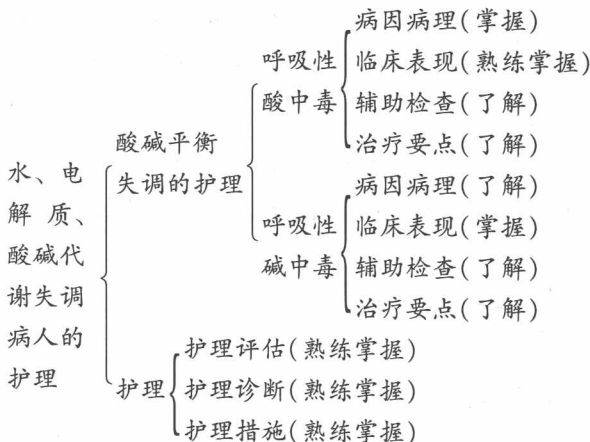 水、电
解 质、
酸碱代
谢失调
病人的
护理
酸碱平衡
失调的护理
呼吸性
酸中毒
病因病理(掌握)
临床表现(熟练掌握)
辅助检查(了解)
治疗要点(了解)
呼吸性
碱中毒
病因病理(了解)
临床表现(掌握)
辅助检查(了解)
治疗要点(了解)
护理
护理评估(熟练掌握)
护理诊断(熟练掌握)
护理措施(熟练掌握)